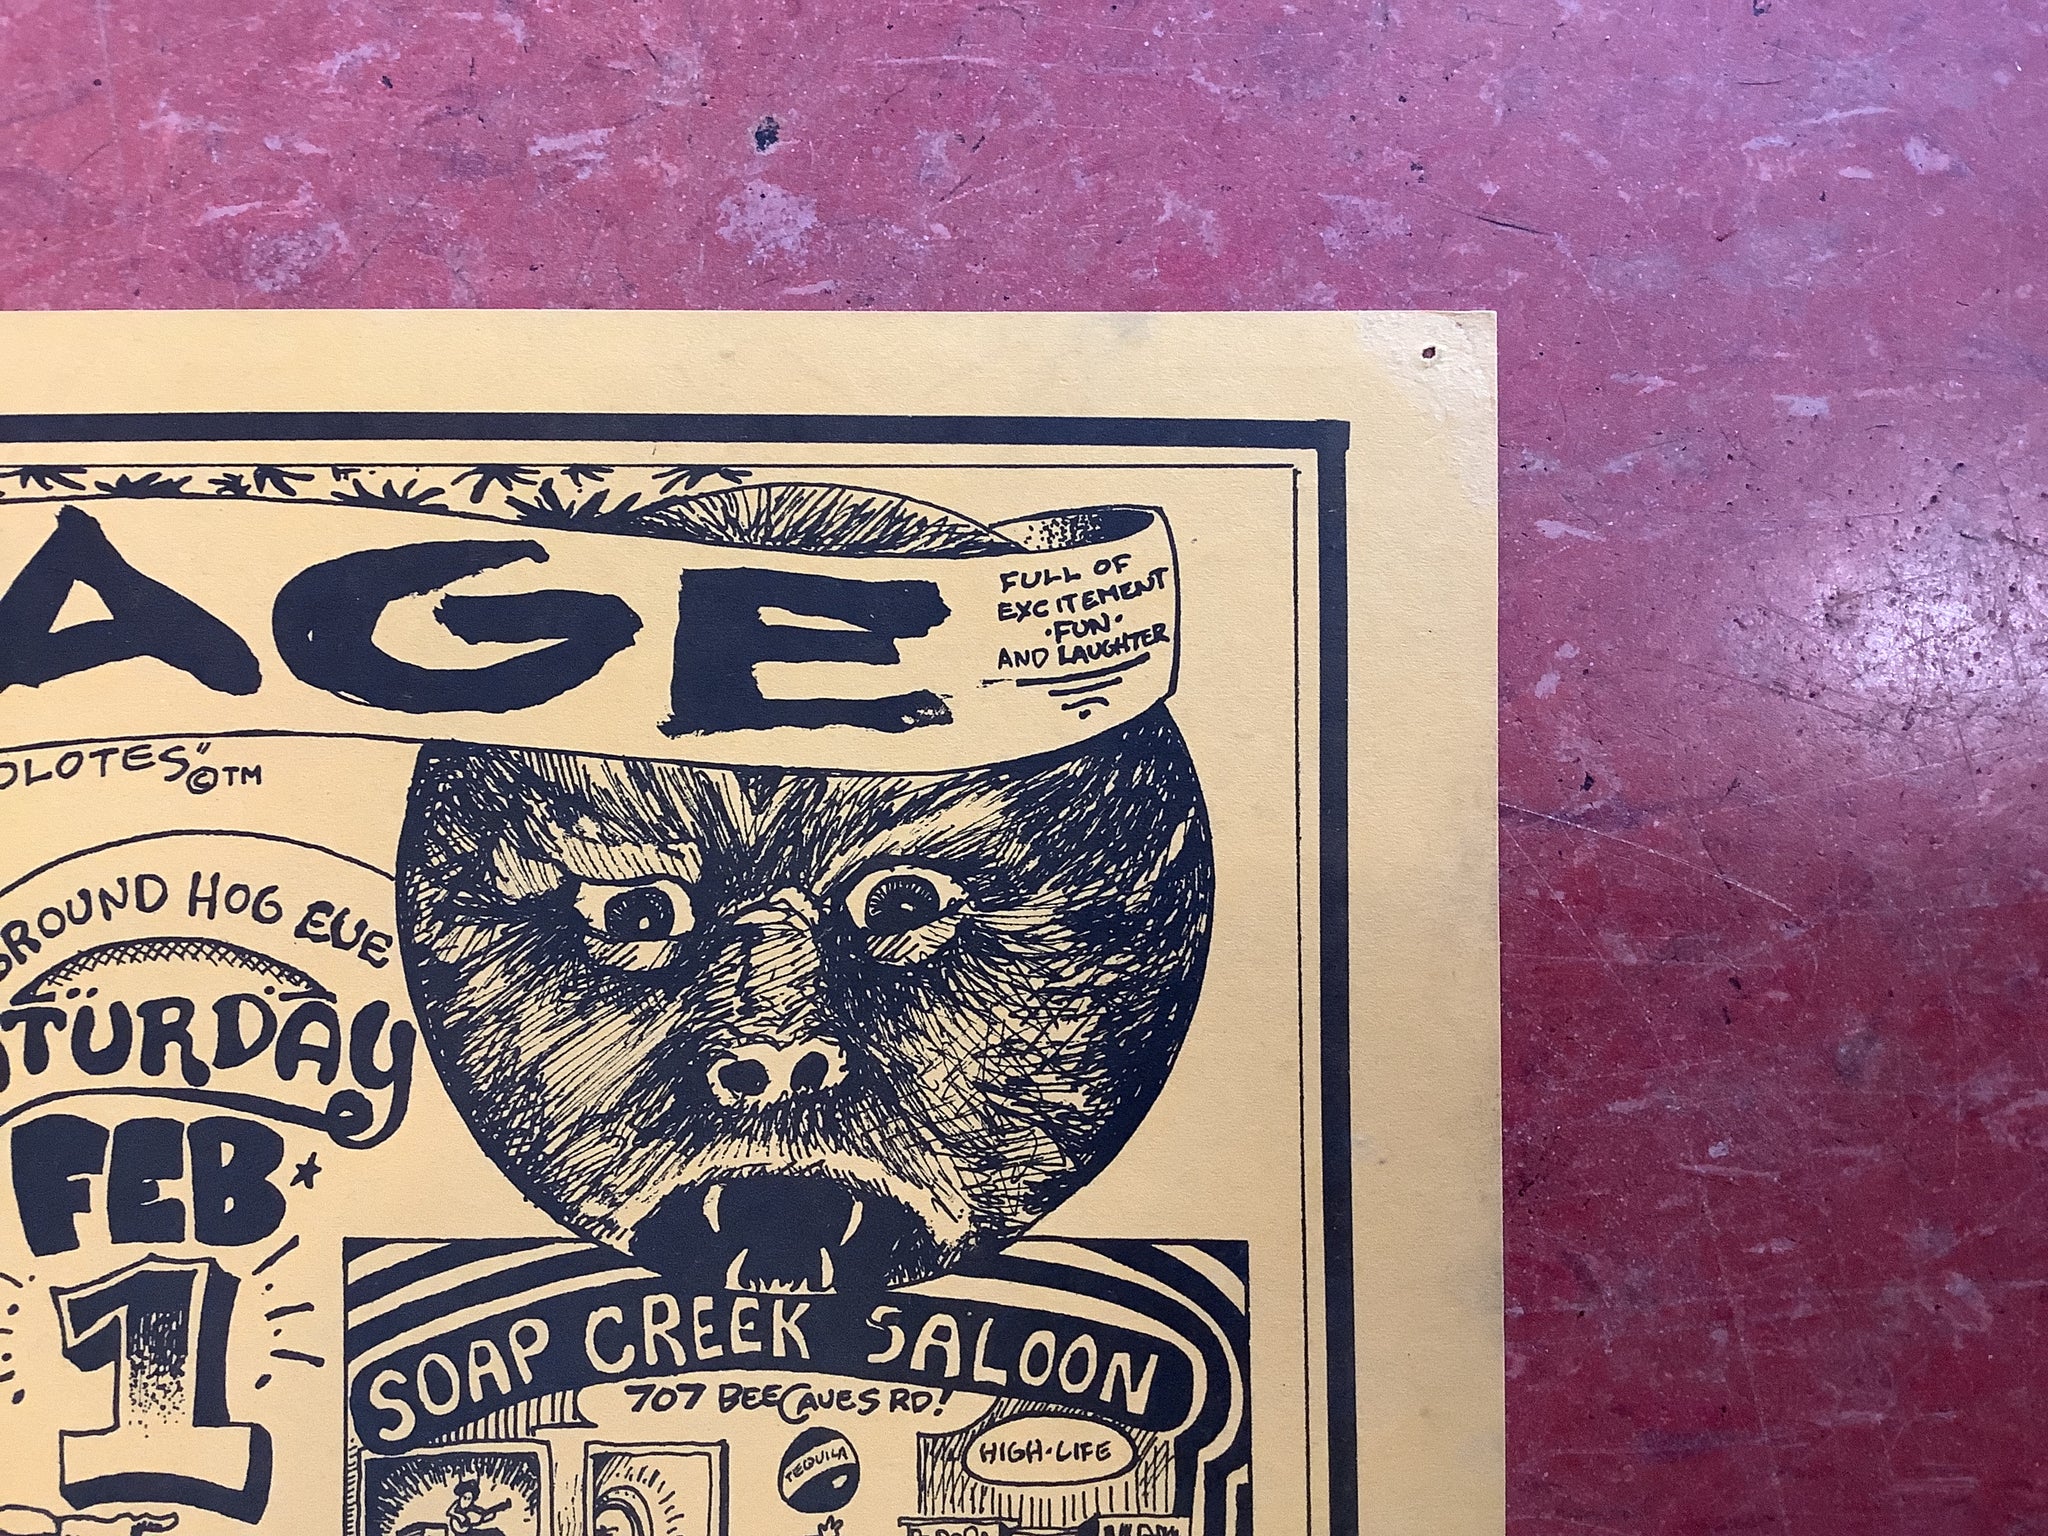 AGE
FULL OF
EXCITEMENT
·FUN·
AND LAUGHTER
OLOTES"©TM
GROUND HOG EVE
ATURDAY
FEB
1
SOAP CREEK SALOON
707 BEE CAVES RD!
TEQUILA
HIGH·LIFE